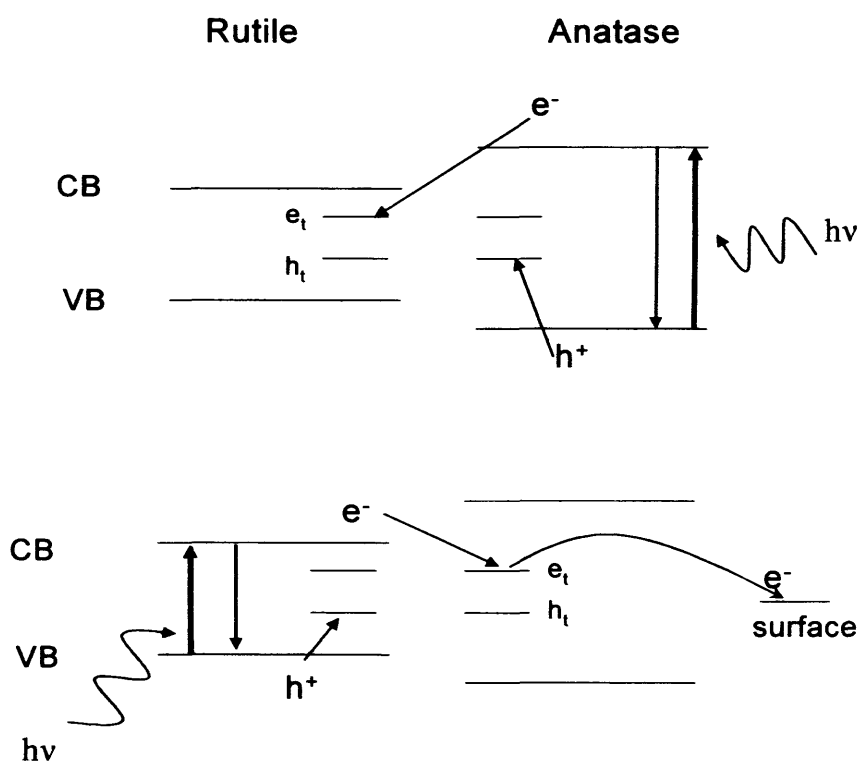 Rutile Anatase
e⁻
CB
eₜ
hν
hₜ
VB
h⁺
e⁻
CB
eₜ
e⁻
hₜ
surface
VB
h⁺
hν